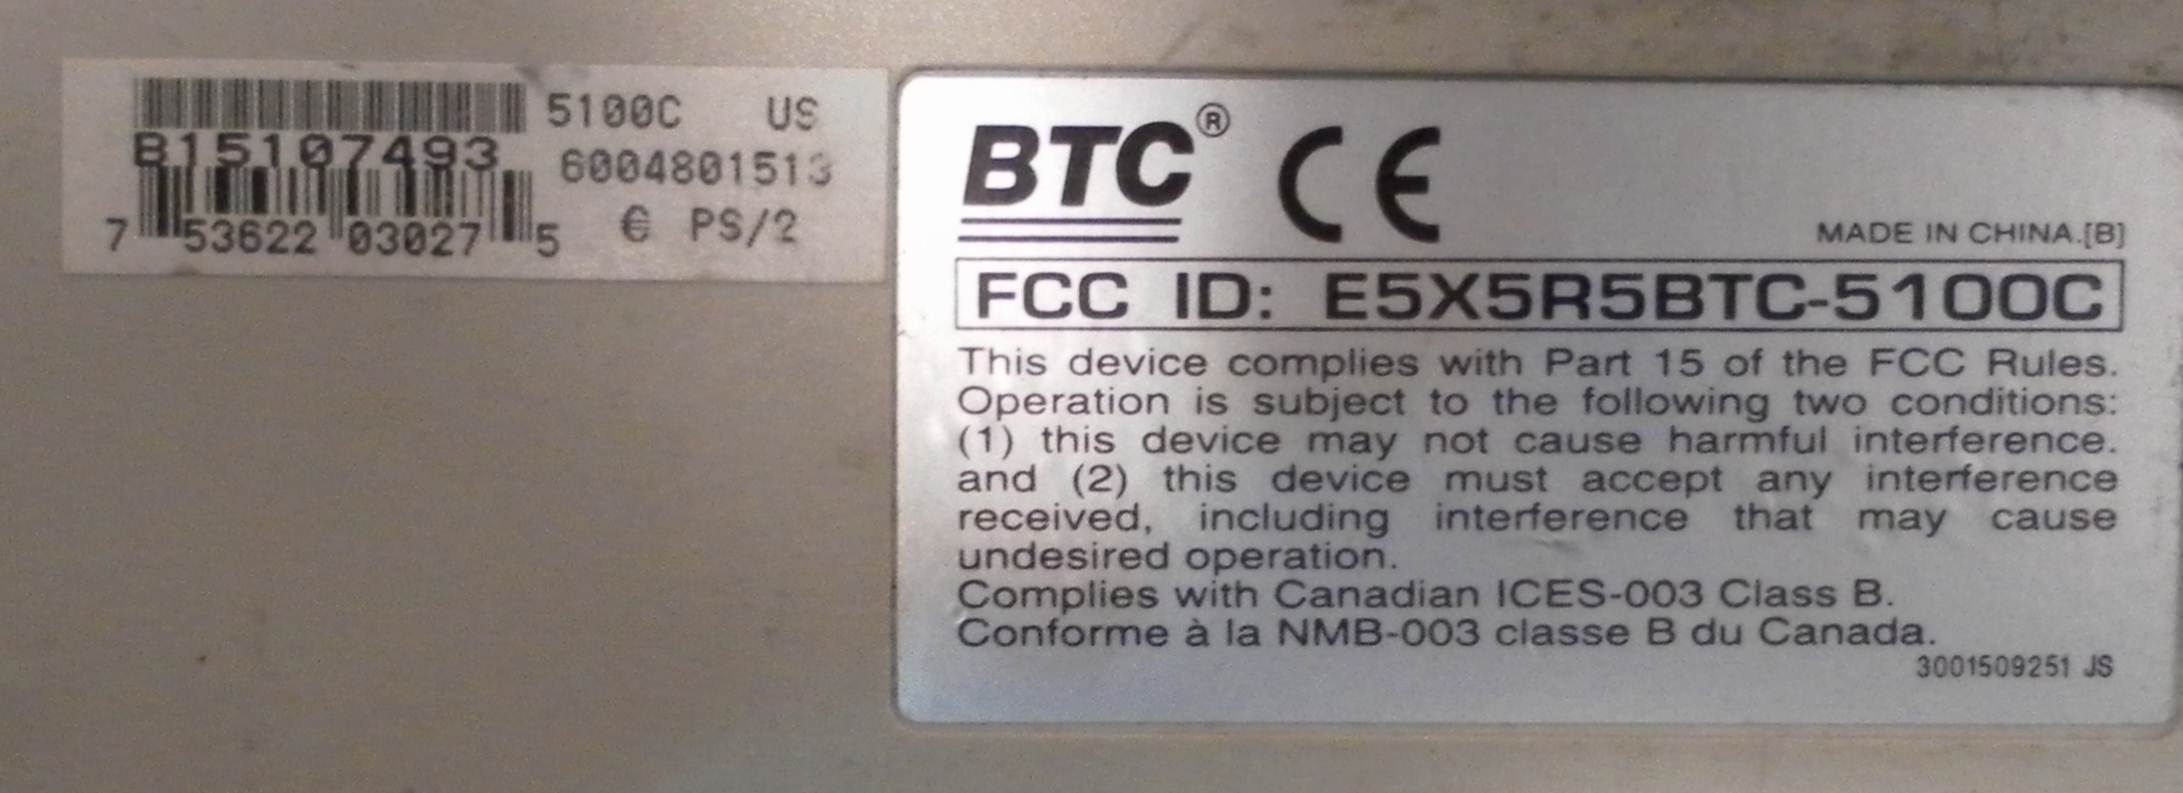 5100C US
B15107493
6004801513
€ PS/2
7 53622 03027 5
BTC® CE
MADE IN CHINA.[B]
FCC ID: E5X5R5BTC-5100C
This device complies with Part 15 of the FCC Rules.
Operation is subject to the following two conditions:
(1) this device may not cause harmful interference.
and (2) this device must accept any interference
received, including interference that may cause
undesired operation.
Complies with Canadian ICES-003 Class B.
Conforme à la NMB-003 classe B du Canada.
3001509251 JS